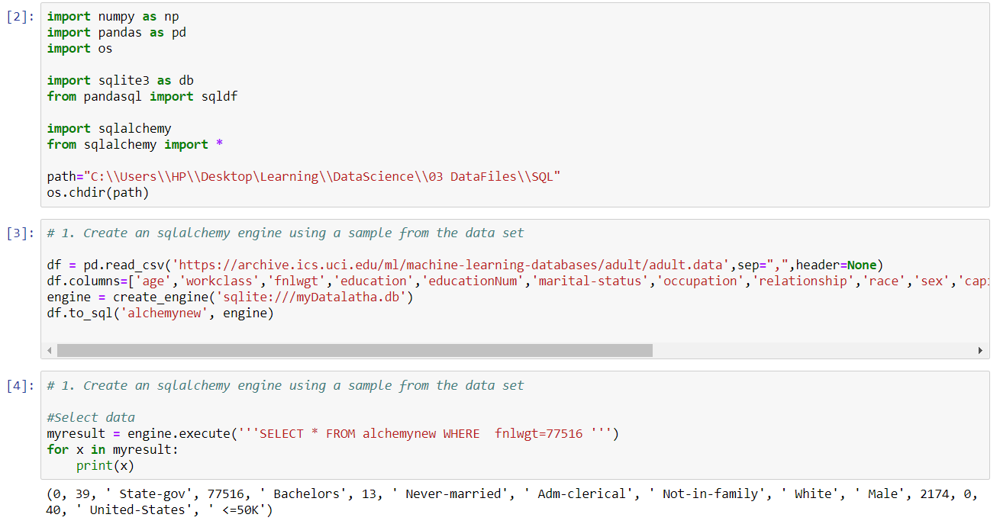 [2]:
import numpy as np
import pandas as pd
import os
import sqlite3 as db
from pandasql import sqldf
import sqlalchemy
from sqlalchemy import *
path="C:\\Users\\HP\\Desktop\Learning\\DataScience\\03 DataFiles\\SQL"
os.chdir(path)
[3]:
# 1. Create an sqlalchemy engine using a sample from the data set
df = pd.read_csv('https://archive.ics.uci.edu/ml/machine-learning-databases/adult/adult.data',sep=",",header=None)
df.columns=['age','workclass','fnlwgt','education','educationNum','marital-status','occupation','relationship','race','sex','capi
engine = create_engine('sqlite:///myDatalatha.db')
df.to_sql('alchemynew', engine)
[4]:
# 1. Create an sqlalchemy engine using a sample from the data set
#Select data
myresult = engine.execute('''SELECT * FROM alchemynew WHERE  fnlwgt=77516 ''')
for x in myresult:
    print(x)
(0, 39, ' State-gov', 77516, ' Bachelors', 13, ' Never-married', ' Adm-clerical', ' Not-in-family', ' White', ' Male', 2174, 0,
40, ' United-States', ' <=50K')